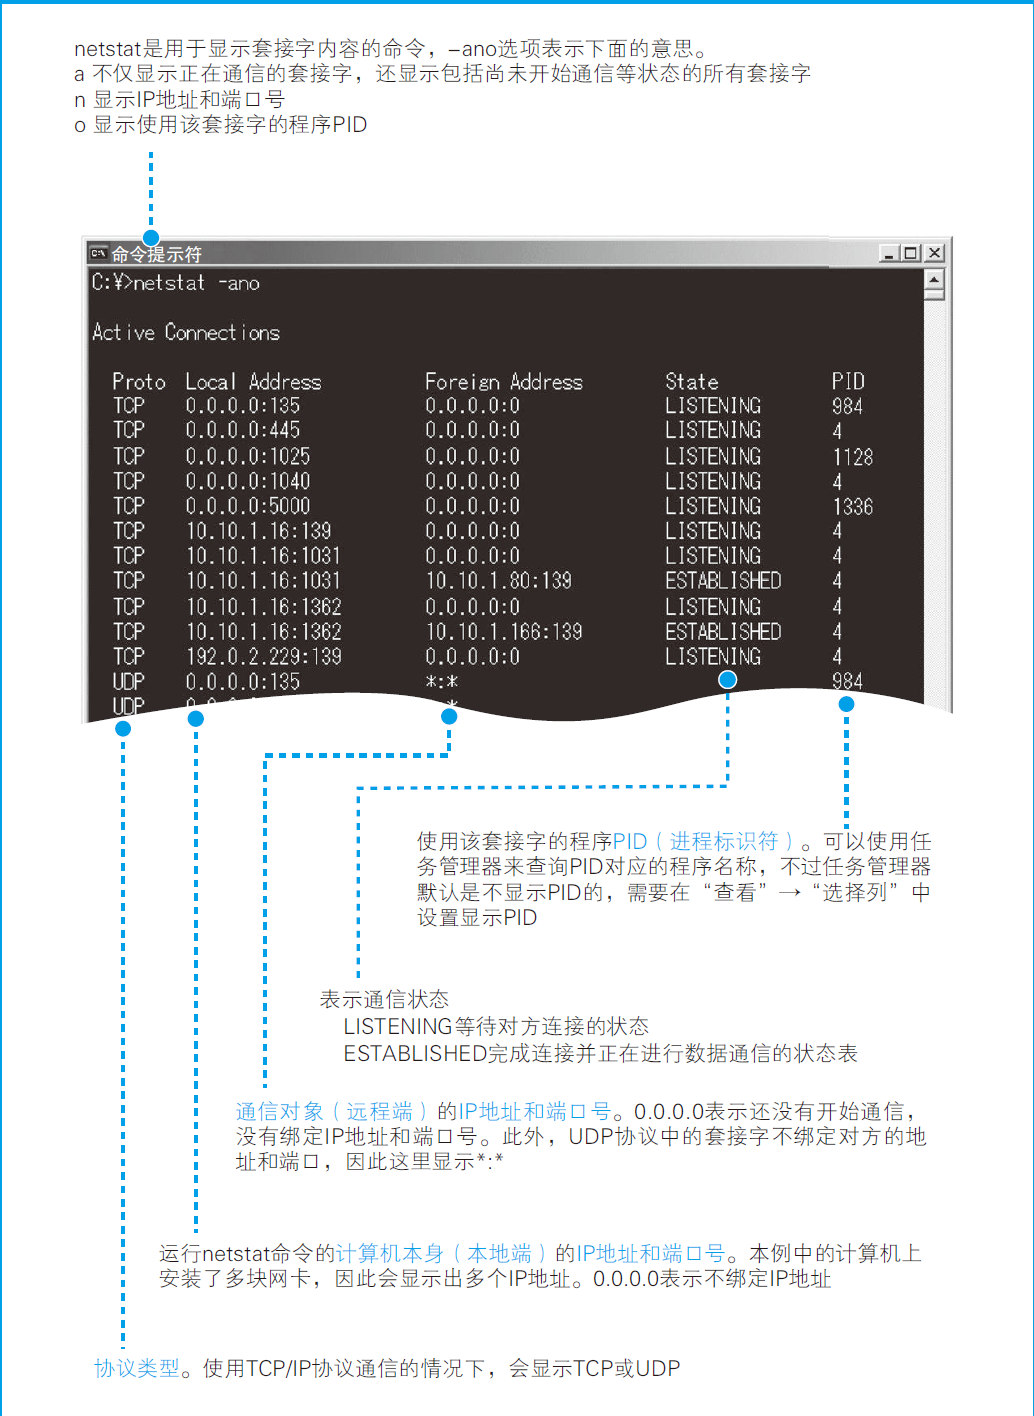 netstat是用于显示套接字内容的命令，–ano选项表示下面的意思。
a 不仅显示正在通信的套接字，还显示包括尚未开始通信等状态的所有套接字
n 显示IP地址和端口号
o 显示使用该套接字的程序PID
命令提示符
C:¥>netstat -ano
Active Connections
Proto Local Address Foreign Address State PID
TCP 0.0.0.0:135 0.0.0.0:0 LISTENING 984
TCP 0.0.0.0:445 0.0.0.0:0 LISTENING 4
TCP 0.0.0.0:1025 0.0.0.0:0 LISTENING 1128
TCP 0.0.0.0:1040 0.0.0.0:0 LISTENING 4
TCP 0.0.0.0:5000 0.0.0.0:0 LISTENING 1336
TCP 10.10.1.16:139 0.0.0.0:0 LISTENING 4
TCP 10.10.1.16:1031 0.0.0.0:0 LISTENING 4
TCP 10.10.1.16:1031 10.10.1.80:139 ESTABLISHED 4
TCP 10.10.1.16:1362 0.0.0.0:0 LISTENING 4
TCP 10.10.1.16:1362 10.10.1.166:139 ESTABLISHED 4
TCP 192.0.2.229:139 0.0.0.0:0 LISTENING 4
UDP 0.0.0.0:135 *:* 984
UDP
使用该套接字的程序PID（进程标识符）。可以使用任
务管理器来查询PID对应的程序名称，不过任务管理器
默认是不显示PID的，需要在“查看”→“选择列”中
设置显示PID
表示通信状态
LISTENING等待对方连接的状态
ESTABLISHED完成连接并正在进行数据通信的状态表
通信对象（远程端）的IP地址和端口号。0.0.0.0表示还没有开始通信，
没有绑定IP地址和端口号。此外，UDP协议中的套接字不绑定对方的地
址和端口，因此这里显示*:*
运行netstat命令的计算机本身（本地端）的IP地址和端口号。本例中的计算机上
安装了多块网卡，因此会显示出多个IP地址。0.0.0.0表示不绑定IP地址
协议类型。使用TCP/IP协议通信的情况下，会显示TCP或UDP